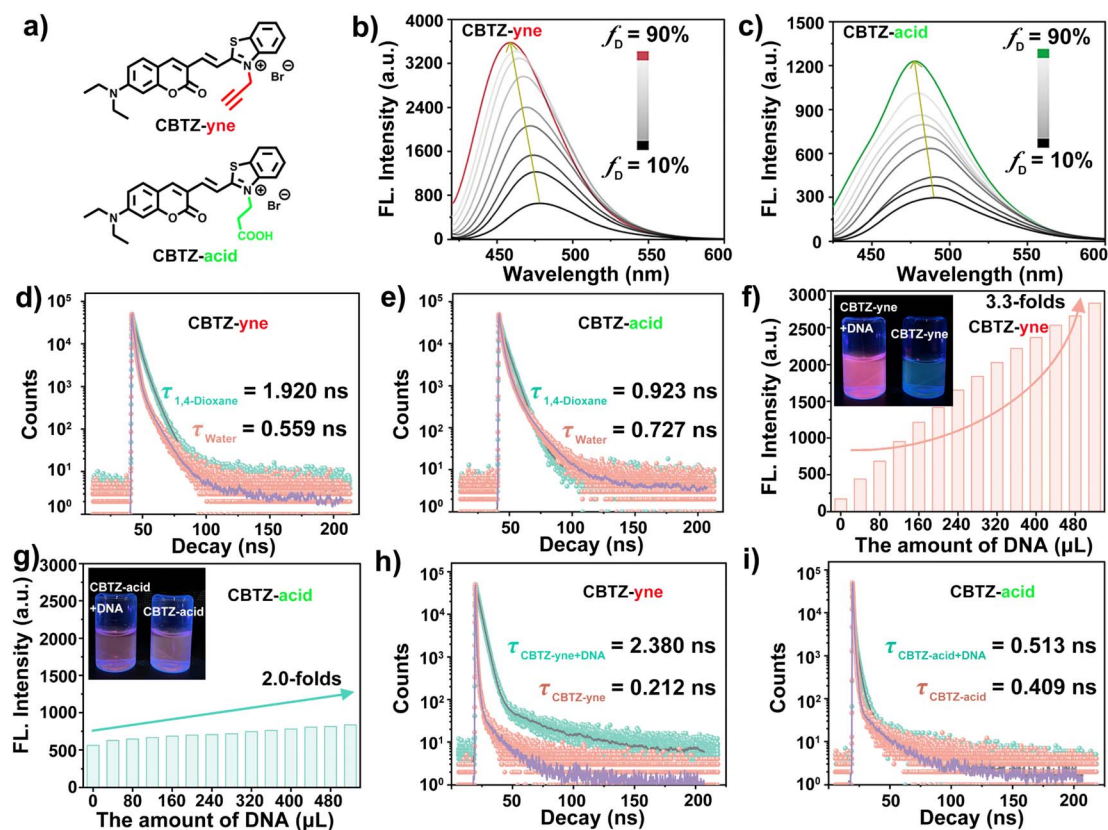 a)
S
N
+
Br
−
N
O
O
CBTZ-yne
S
N
+
Br
−
N
O
O
COOH
CBTZ-acid
b)
CBTZ-yne
fD = 90%
fD = 10%
4000
3200
2400
1600
800
0
FL. Intensity (a.u.)
450 500 550 600
Wavelength (nm)
c)
CBTZ-acid
fD = 90%
fD = 10%
1500
1200
900
600
300
0
FL. Intensity (a.u.)
450 500 550 600
Wavelength (nm)
d)
CBTZ-yne
τ1,4-Dioxane = 1.920 ns
τWater = 0.559 ns
10⁵
10⁴
10³
10²
10¹
10⁰
Counts
50 100 150 200
Decay (ns)
e)
CBTZ-acid
τ1,4-Dioxane = 0.923 ns
τWater = 0.727 ns
10⁵
10⁴
10³
10²
10¹
10⁰
Counts
50 100 150 200
Decay (ns)
f)
3.3-folds
CBTZ-yne
CBTZ-yne
+DNA
CBTZ-yne
3000
2500
2000
1500
1000
500
0
FL. Intensity (a.u.)
0 80 160 240 320 400 480
The amount of DNA (μL)
g)
CBTZ-acid
CBTZ-acid
+DNA
CBTZ-acid
2.0-folds
3000
2500
2000
1500
1000
500
0
FL. Intensity (a.u.)
0 80 160 240 320 400 480
The amount of DNA (μL)
h)
CBTZ-yne
τCBTZ-yne+DNA = 2.380 ns
τCBTZ-yne = 0.212 ns
10⁵
10⁴
10³
10²
10¹
10⁰
Counts
50 100 150 200
Decay (ns)
i)
CBTZ-acid
τCBTZ-acid+DNA = 0.513 ns
τCBTZ-acid = 0.409 ns
10⁵
10⁴
10³
10²
10¹
10⁰
Counts
50 100 150 200
Decay (ns)